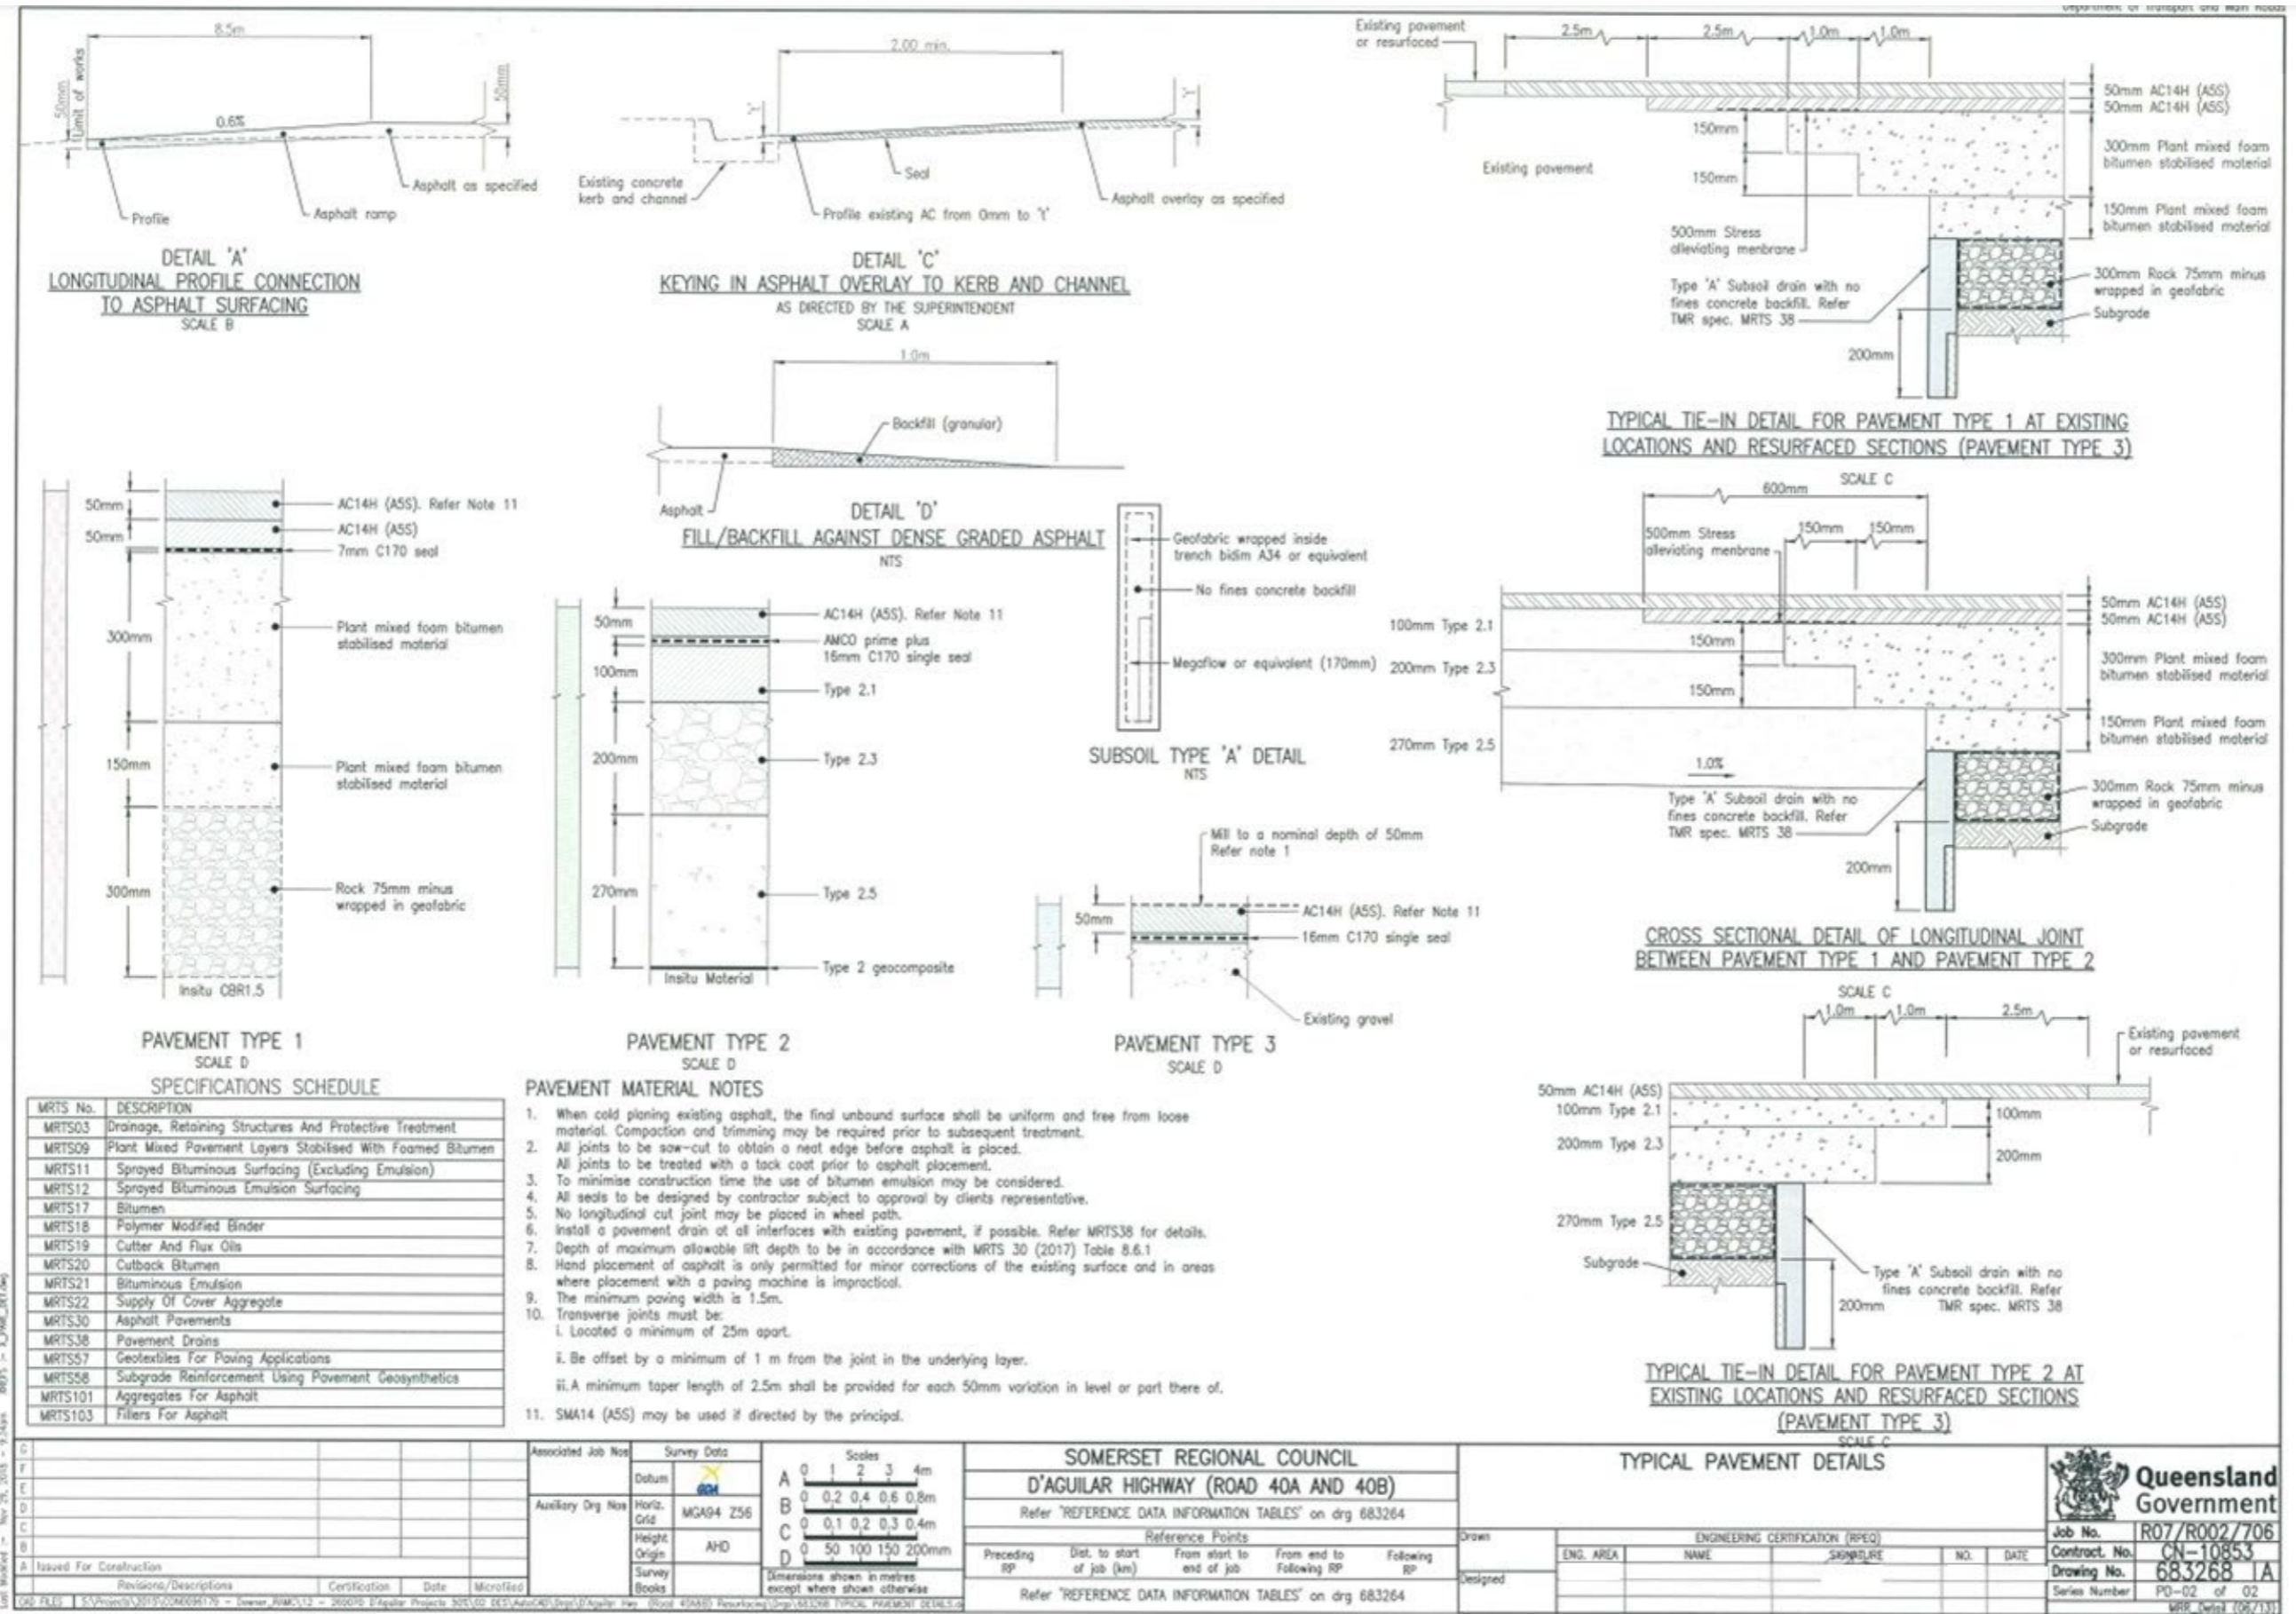 Department of Transport and Main Roads
8.5m
50mm
Limit of works
0.6%
50mm
Asphalt as specified
Asphalt ramp
Profile
DETAIL 'A'
LONGITUDINAL PROFILE CONNECTION
TO ASPHALT SURFACING
SCALE B
2.00 min.
't'
't'
Existing concrete
kerb and channel
Seal
Profile existing AC from 0mm to 't'
Asphalt overlay as specified
DETAIL 'C'
KEYING IN ASPHALT OVERLAY TO KERB AND CHANNEL
AS DIRECTED BY THE SUPERINTENDENT
SCALE A
1.0m
Backfill (granular)
Asphalt
DETAIL 'D'
FILL/BACKFILL AGAINST DENSE GRADED ASPHALT
NTS
Existing pavement
or resurfaced
2.5m
2.5m
1.0m
1.0m
50mm AC14H (A5S)
50mm AC14H (A5S)
150mm
300mm Plant mixed foam
bitumen stabilised material
Existing pavement
150mm
150mm Plant mixed foam
bitumen stabilised material
500mm Stress
alleviating menbrane
300mm Rock 75mm minus
wrapped in geofabric
Type 'A' Subsoil drain with no
fines concrete backfill. Refer
TMR spec. MRTS 38
Subgrade
200mm
TYPICAL TIE-IN DETAIL FOR PAVEMENT TYPE 1 AT EXISTING
LOCATIONS AND RESURFACED SECTIONS (PAVEMENT TYPE 3)
SCALE C
50mm
AC14H (A5S). Refer Note 11
50mm
AC14H (A5S)
7mm C170 seal
300mm
Plant mixed foam bitumen
stabilised material
150mm
Plant mixed foam bitumen
stabilised material
300mm
Rock 75mm minus
wrapped in geofabric
Insitu CBR1.5
PAVEMENT TYPE 1
SCALE D
50mm
AC14H (A5S). Refer Note 11
AMCO prime plus
16mm C170 single seal
100mm
Type 2.1
200mm
Type 2.3
270mm
Type 2.5
Type 2 geocomposite
Insitu Material
PAVEMENT TYPE 2
SCALE D
Geofabric wrapped inside
trench bidim A34 or equivalent
No fines concrete backfill
Megaflow or equivalent (170mm)
SUBSOIL TYPE 'A' DETAIL
NTS
Mill to a nominal depth of 50mm
Refer note 1
50mm
AC14H (A5S). Refer Note 11
16mm C170 single seal
Existing gravel
PAVEMENT TYPE 3
SCALE D
600mm
500mm Stress
alleviating menbrane
150mm
150mm
50mm AC14H (A5S)
50mm AC14H (A5S)
100mm Type 2.1
150mm
200mm Type 2.3
300mm Plant mixed foam
bitumen stabilised material
150mm
150mm Plant mixed foam
bitumen stabilised material
270mm Type 2.5
1.0%
Type 'A' Subsoil drain with no
fines concrete backfill. Refer
TMR spec. MRTS 38
300mm Rock 75mm minus
wrapped in geofabric
Subgrade
200mm
CROSS SECTIONAL DETAIL OF LONGITUDINAL JOINT
BETWEEN PAVEMENT TYPE 1 AND PAVEMENT TYPE 2
SCALE C
1.0m
1.0m
2.5m
Existing pavement
or resurfaced
50mm AC14H (A5S)
100mm Type 2.1
100mm
200mm Type 2.3
200mm
270mm Type 2.5
Subgrade
Type 'A' Subsoil drain with no
fines concrete backfill. Refer
TMR spec. MRTS 38
200mm
TYPICAL TIE-IN DETAIL FOR PAVEMENT TYPE 2 AT
EXISTING LOCATIONS AND RESURFACED SECTIONS
(PAVEMENT TYPE 3)
SCALE C
SPECIFICATIONS SCHEDULE
MRTS No. DESCRIPTION
MRTS03 Drainage, Retaining Structures And Protective Treatment
MRTS09 Plant Mixed Pavement Layers Stabilised With Foamed Bitumen
MRTS11 Sprayed Bituminous Surfacing (Excluding Emulsion)
MRTS12 Sprayed Bituminous Emulsion Surfacing
MRTS17 Bitumen
MRTS18 Polymer Modified Binder
MRTS19 Cutter And Flux Oils
MRTS20 Cutback Bitumen
MRTS21 Bituminous Emulsion
MRTS22 Supply Of Cover Aggregate
MRTS30 Asphalt Pavements
MRTS38 Pavement Drains
MRTS57 Geotextiles For Paving Applications
MRTS58 Subgrade Reinforcement Using Pavement Geosynthetics
MRTS101 Aggregates For Asphalt
MRTS103 Fillers For Asphalt
PAVEMENT MATERIAL NOTES
1. When cold planing existing asphalt, the final unbound surface shall be uniform and free from loose
material. Compaction and trimming may be required prior to subsequent treatment.
2. All joints to be saw-cut to obtain a neat edge before asphalt is placed.
All joints to be treated with a tack coat prior to asphalt placement.
3. To minimise construction time the use of bitumen emulsion may be considered.
4. All seals to be designed by contractor subject to approval by clients representative.
5. No longitudinal cut joint may be placed in wheel path.
6. Install a pavement drain at all interfaces with existing pavement, if possible. Refer MRTS38 for details.
7. Depth of maximum allowable lift depth to be in accordance with MRTS 30 (2017) Table 8.6.1
8. Hand placement of asphalt is only permitted for minor corrections of the existing surface and in areas
where placement with a paving machine is impractical.
9. The minimum paving width is 1.5m.
10. Transverse joints must be:
i. Located a minimum of 25m apart.
ii. Be offset by a minimum of 1 m from the joint in the underlying layer.
iii.A minimum taper length of 2.5m shall be provided for each 50mm variation in level or part there of.
11. SMA14 (A5S) may be used if directed by the principal.
G
F
E
D
C
B
A Issued For Construction
Revisions/Descriptions Certification Date Microfilmed
Associated Job Nos
Auxiliary Drg Nos
Survey Data
Datum GDA
Horiz. Grid MGA94 Z56
Height Origin AHD
Survey Books
Scales
A 0 1 2 3 4m
B 0 0.2 0.4 0.6 0.8m
C 0 0.1 0.2 0.3 0.4m
D 0 50 100 150 200mm
Dimensions shown in metres
except where shown otherwise
SOMERSET REGIONAL COUNCIL
D'AGUILAR HIGHWAY (ROAD 40A AND 40B)
Refer 'REFERENCE DATA INFORMATION TABLES' on drg 683264
Reference Points
Preceding RP Dist. to start of job (km) From start to end of job From end to Following RP Following RP
Refer 'REFERENCE DATA INFORMATION TABLES' on drg 683264
TYPICAL PAVEMENT DETAILS
Drawn
Designed
ENGINEERING CERTIFICATION (RPEQ)
ENG. AREA NAME SIGNATURE NO. DATE
Queensland
Government
Job No. R07/R002/706
Contract. No. CN-10853
Drawing No. 683268 A
Series Number PD-02 of 02
MRR_Detail (06/13)
CAD FILES